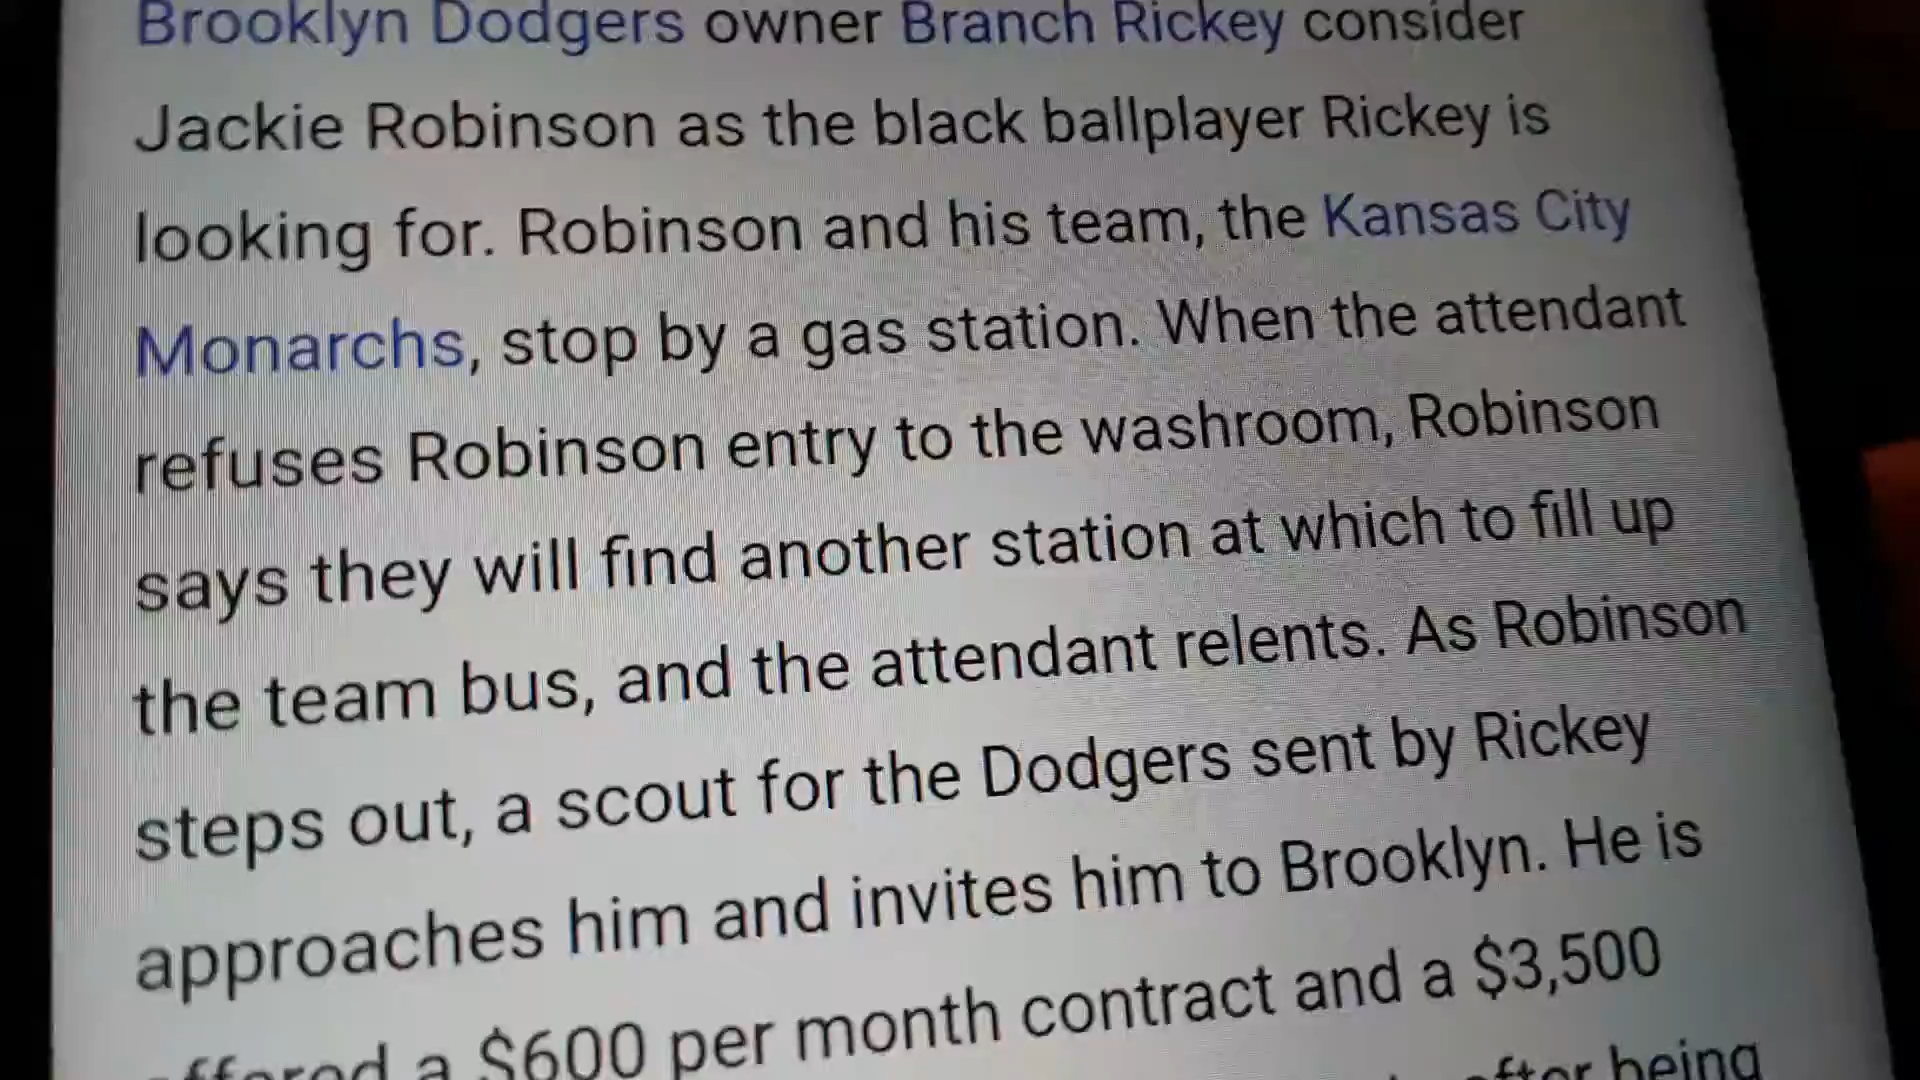 Brooklyn Dodgers owner Branch Rickey consider
Jackie Robinson as the black ballplayer Rickey is
looking for. Robinson and his team, the Kansas City
Monarchs, stop by a gas station. When the attendant
refuses Robinson entry to the washroom, Robinson
says they will find another station at which to fill up
the team bus, and the attendant relents. As Robinson
steps out, a scout for the Dodgers sent by Rickey
approaches him and invites him to Brooklyn. He is
offered a $600 per month contract and a $3,500
after being